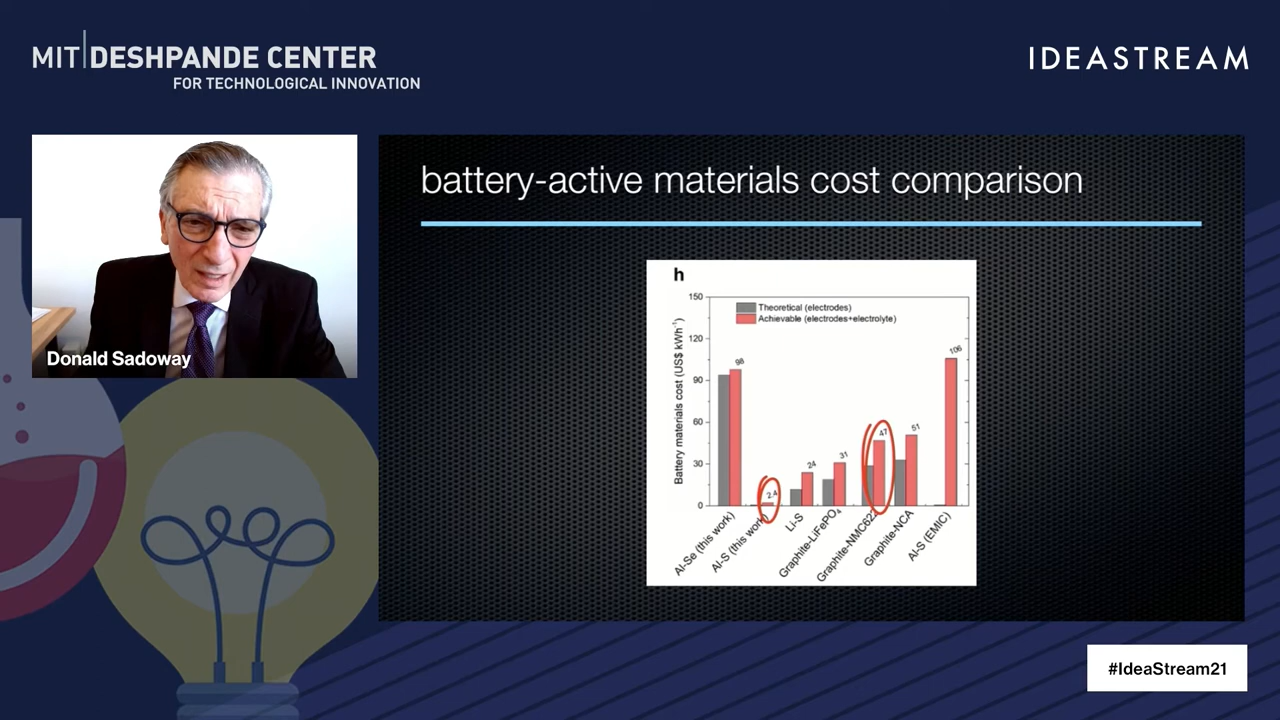 MIT DESHPANDE CENTER
FOR TECHNOLOGICAL INNOVATION
IDEASTREAM
Donald Sadoway
battery-active materials cost comparison
h
Theoretical (electrodes)
Achievable (electrodes+electrolyte)
Battery materials cost (US$ kWh⁻¹)
150
120
90
60
30
0
98
2.4
24
31
47
51
106
Al-Se (this work)
Al-S (this work)
Li-S
Graphite-LiFePO₄
Graphite-NMC622
Graphite-NCA
Al-S (EMIC)
#IdeaStream21